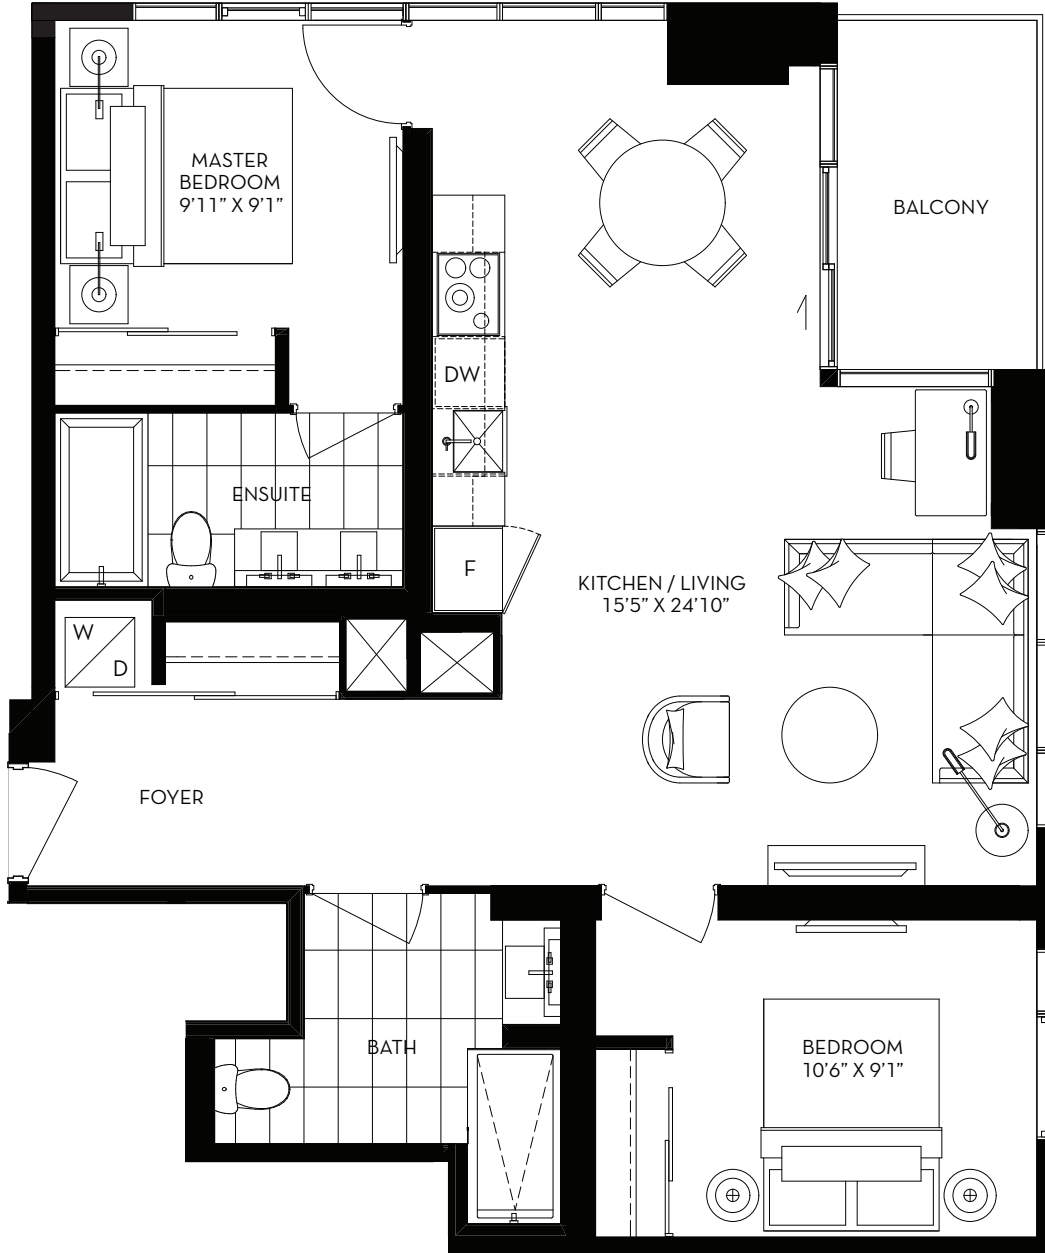 MASTER
BEDROOM
9'11" X 9'1"
BALCONY
DW
ENSUITE
F
KITCHEN / LIVING
15'5" X 24'10"
W
D
FOYER
BATH
BEDROOM
10'6" X 9'1"